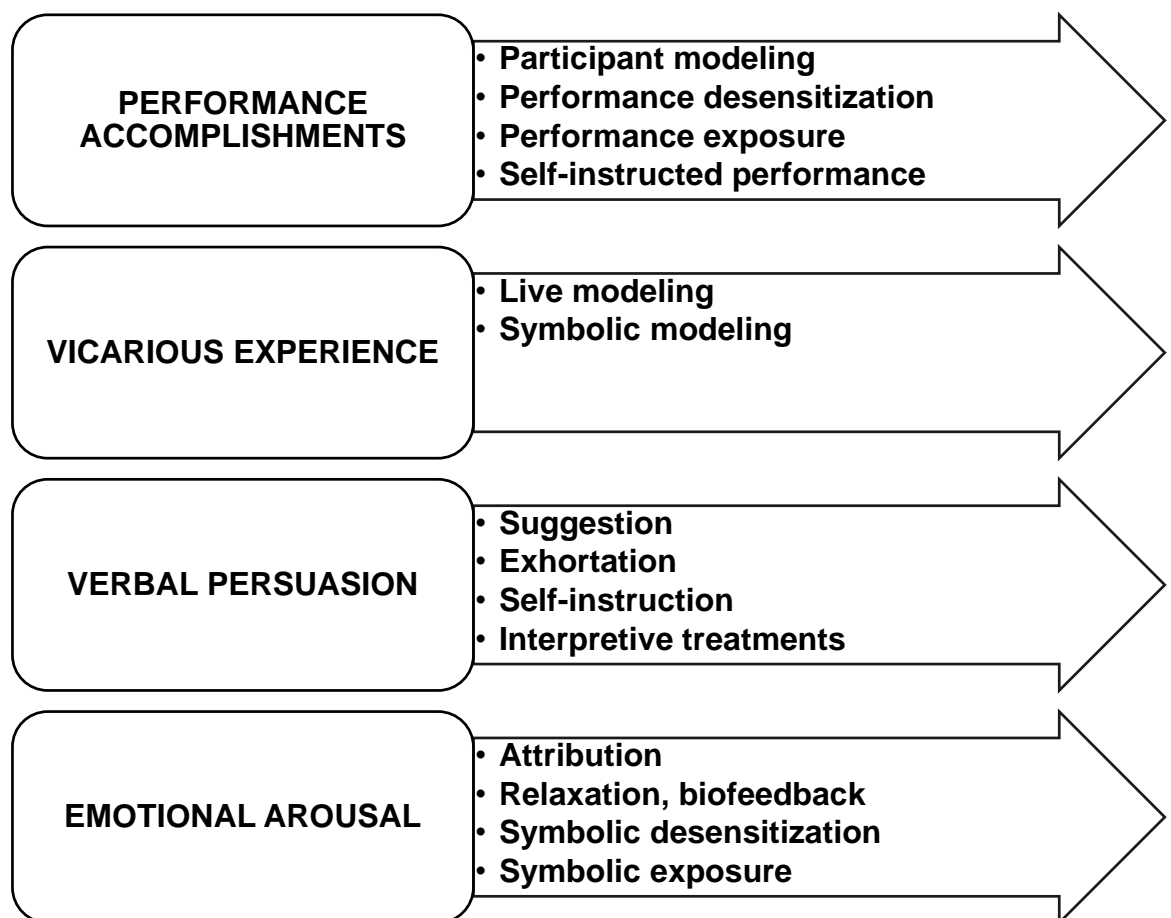 PERFORMANCE
ACCOMPLISHMENTS
• Participant modeling
• Performance desensitization
• Performance exposure
• Self-instructed performance
VICARIOUS EXPERIENCE
• Live modeling
• Symbolic modeling
VERBAL PERSUASION
• Suggestion
• Exhortation
• Self-instruction
• Interpretive treatments
EMOTIONAL AROUSAL
• Attribution
• Relaxation, biofeedback
• Symbolic desensitization
• Symbolic exposure